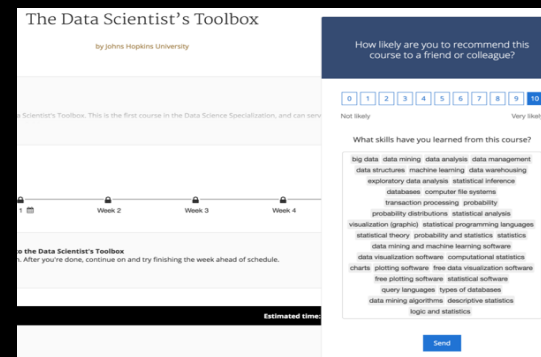 The Data Scientist's Toolbox
by Johns Hopkins University
a Scientist's Toolbox. This is the first course in the Data Science Specialization, and can serv
1
Week 2
Week 3
Week 4
to the Data Scientist's Toolbox
n. After you're done, continue on and try finishing the week ahead of schedule.
Estimated time:
How likely are you to recommend this
course to a friend or colleague?
0 1 2 3 4 5 6 7 8 9 10
Not likely Very likely
What skills have you learned from this course?
big data data mining data analysis data management
data structures machine learning data warehousing
exploratory data analysis statistical inference
databases computer file systems
transaction processing probability
probability distributions statistical analysis
visualization (graphic) statistical programming languages
statistical theory probability and statistics statistics
data mining and machine learning software
data visualization software computational statistics
charts plotting software free data visualization software
free plotting software statistical software
query languages types of databases
data mining algorithms descriptive statistics
logic and statistics
Send